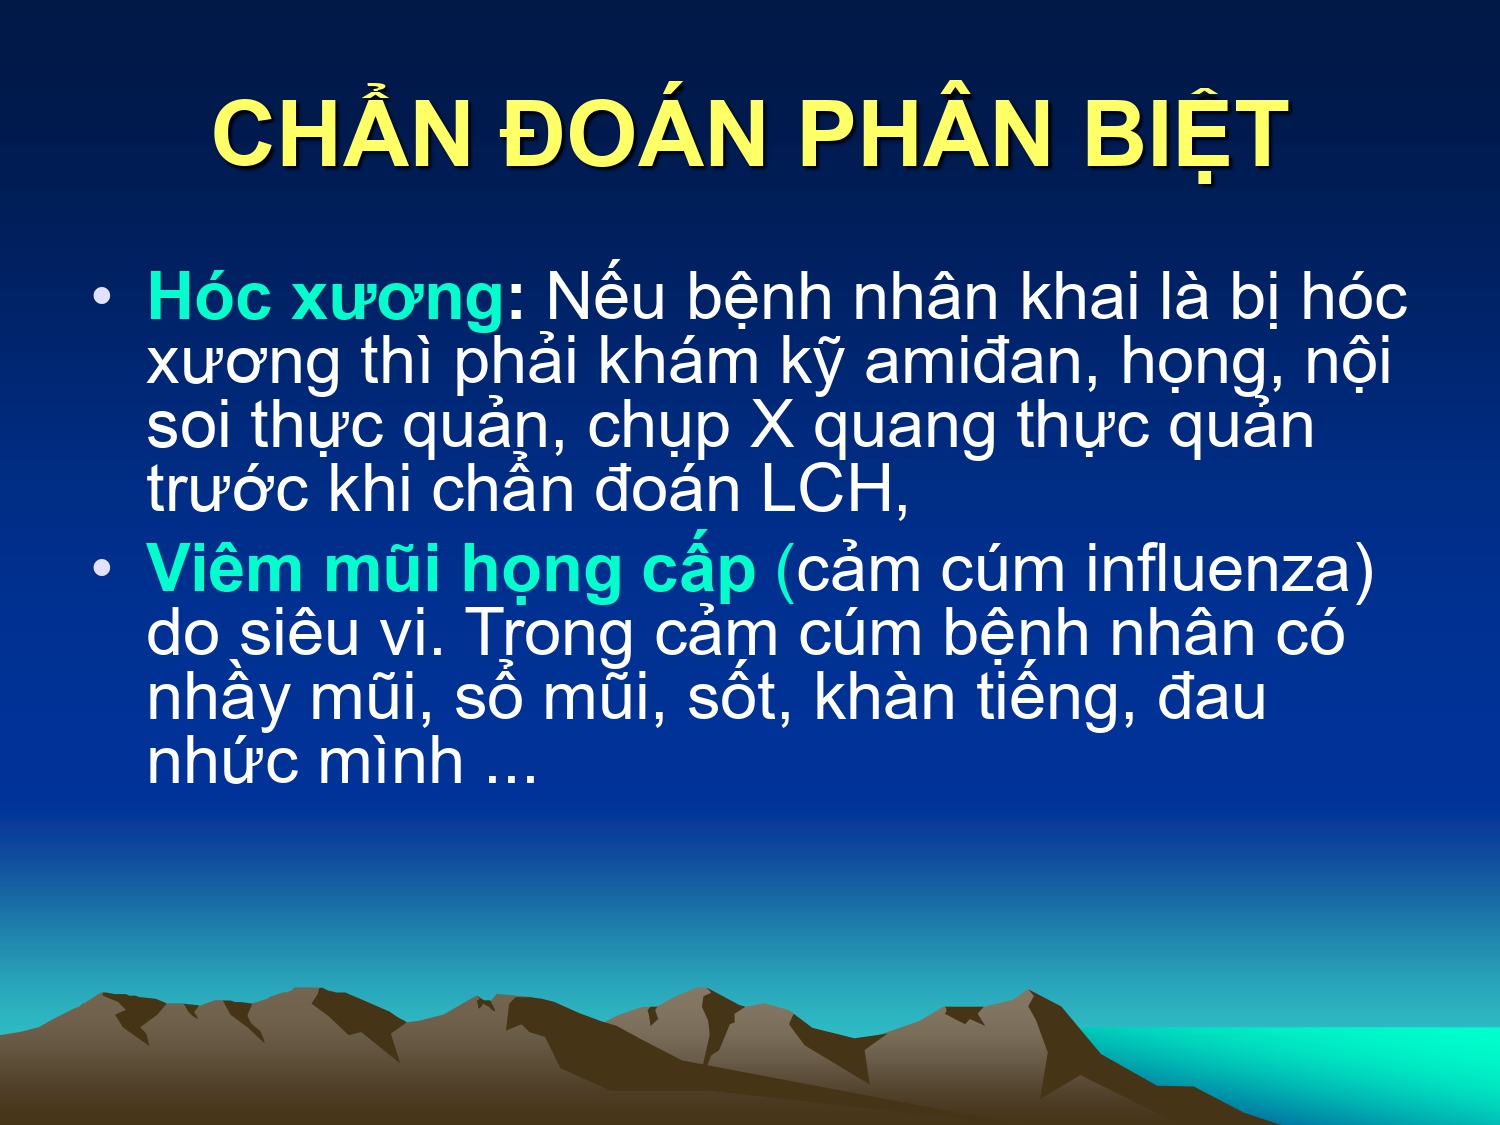 CHẨN ĐOÁN PHÂN BIỆT
• Hóc xương: Nếu bệnh nhân khai là bị hóc
xương thì phải khám kỹ amiđan, họng, nội
soi thực quản, chụp X quang thực quản
trước khi chẩn đoán LCH,
• Viêm mũi họng cấp (cảm cúm influenza)
do siêu vi. Trong cảm cúm bệnh nhân có
nhầy mũi, sổ mũi, sốt, khàn tiếng, đau
nhức mình ...